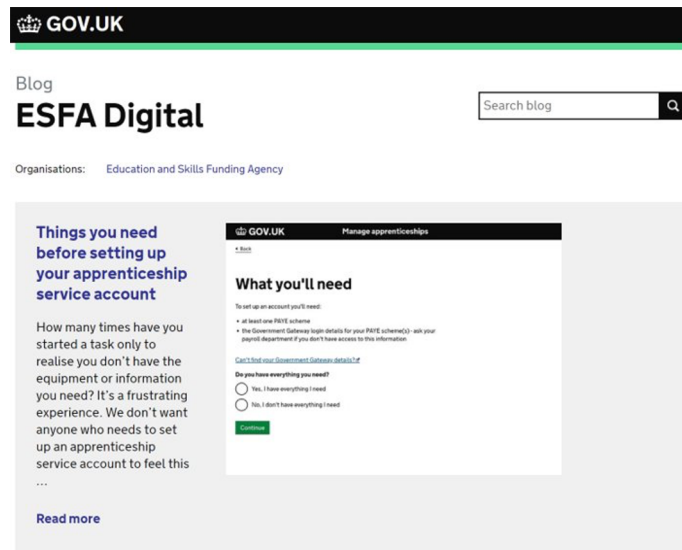 GOV.UK
Blog
ESFA Digital
Search blog
Organisations: Education and Skills Funding Agency
Things you need
before setting up
your apprenticeship
service account
How many times have you
started a task only to
realise you don't have the
equipment or information
you need? It's a frustrating
experience. We don't want
anyone who needs to set
up an apprenticeship
service account to feel this
...
Read more
GOV.UK Manage apprenticeships
Back
What you'll need
To set up an account you'll need:
• at least one PAYE scheme
• the Government Gateway login details for your PAYE scheme(s) - ask your
payroll department if you don't have access to this information
Can't find your Government Gateway details?
Do you have everything you need?
Yes, I have everything I need
No, I don't have everything I need
Continue